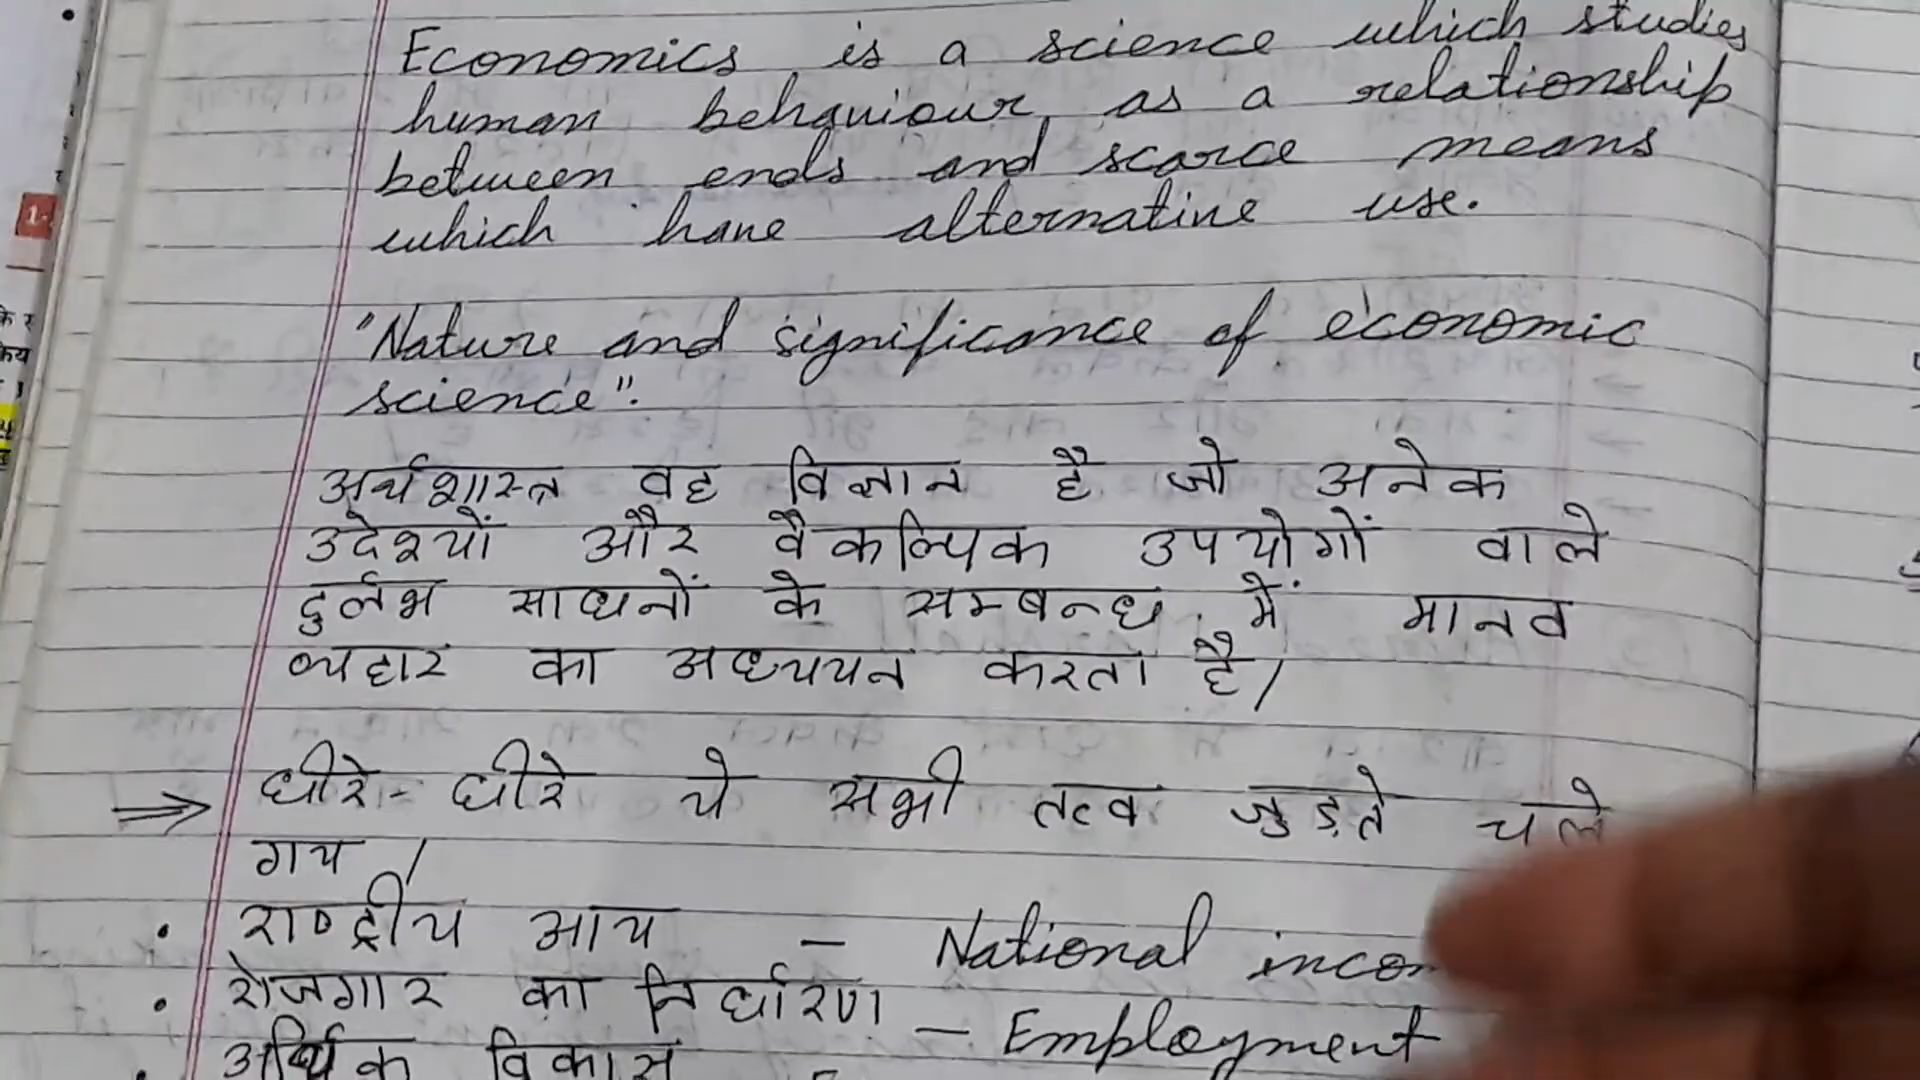 Economics is a science which studies
human behaviour as a relationship
between ends and scarce means
which have alternative use.
"Nature and significance of economic
science".
अर्थशास्त्र वह विज्ञान है जो अनेक
उदेश्यों और वैकल्पिक उपयोगों वाले
दुर्लभ साधनों के सम्बन्ध में मानव
व्यहार का अध्ययन करता है।
⇒ धीरे-धीरे ये सभी तत्व जुड़ते चले
गय।
• राष्ट्रीय आय - National
• रोजगार का निर्धारण - Employment
• आर्थिक विकास